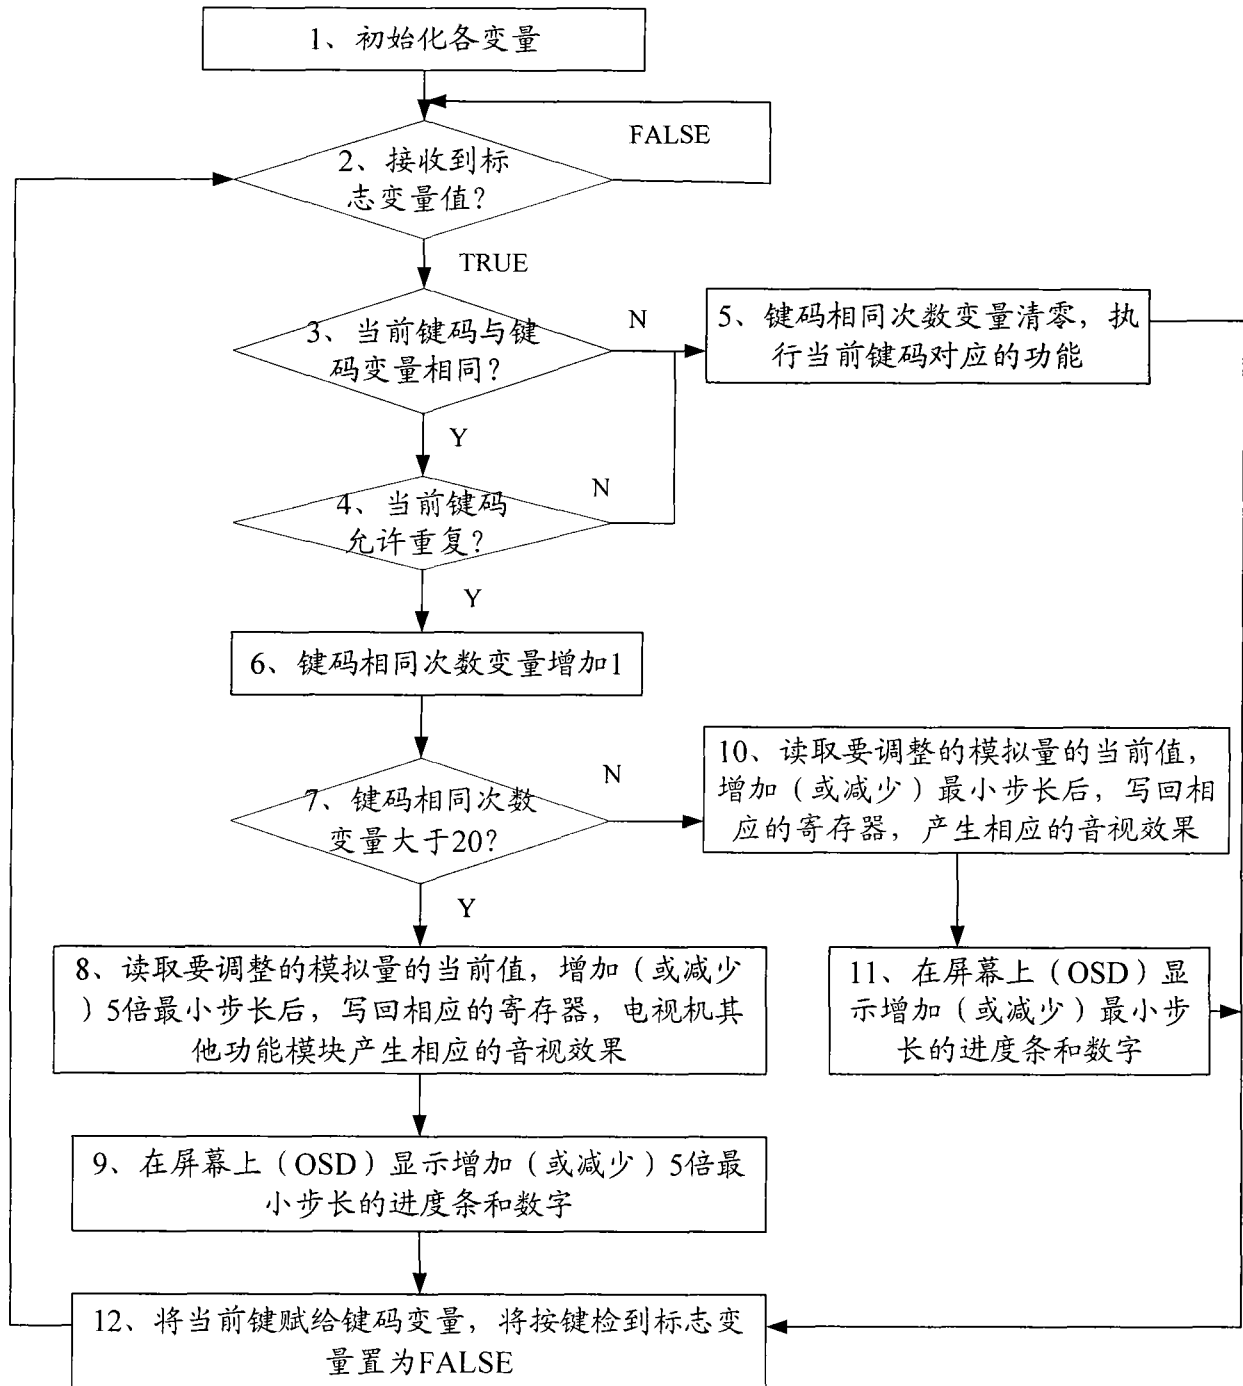 1、初始化各变量
FALSE
2、接收到标
志变量值?
TRUE
3、当前键码与键
码变量相同?
N
5、键码相同次数变量清零，执
行当前键码对应的功能
Y
4、当前键码
允许重复?
N
Y
6、键码相同次数变量增加1
7、键码相同次数
变量大于20?
N
10、读取要调整的模拟量的当前值，
增加（或减少）最小步长后，写回相
应的寄存器，产生相应的音视效果
Y
8、读取要调整的模拟量的当前值，增加（或减少
）5倍最小步长后，写回相应的寄存器，电视机其
他功能模块产生相应的音视效果
11、在屏幕上（OSD）显
示增加（或减少）最小步
长的进度条和数字
9、在屏幕上（OSD）显示增加（或减少）5倍最
小步长的进度条和数字
12、将当前键赋给键码变量，将按键检到标志变
量置为FALSE